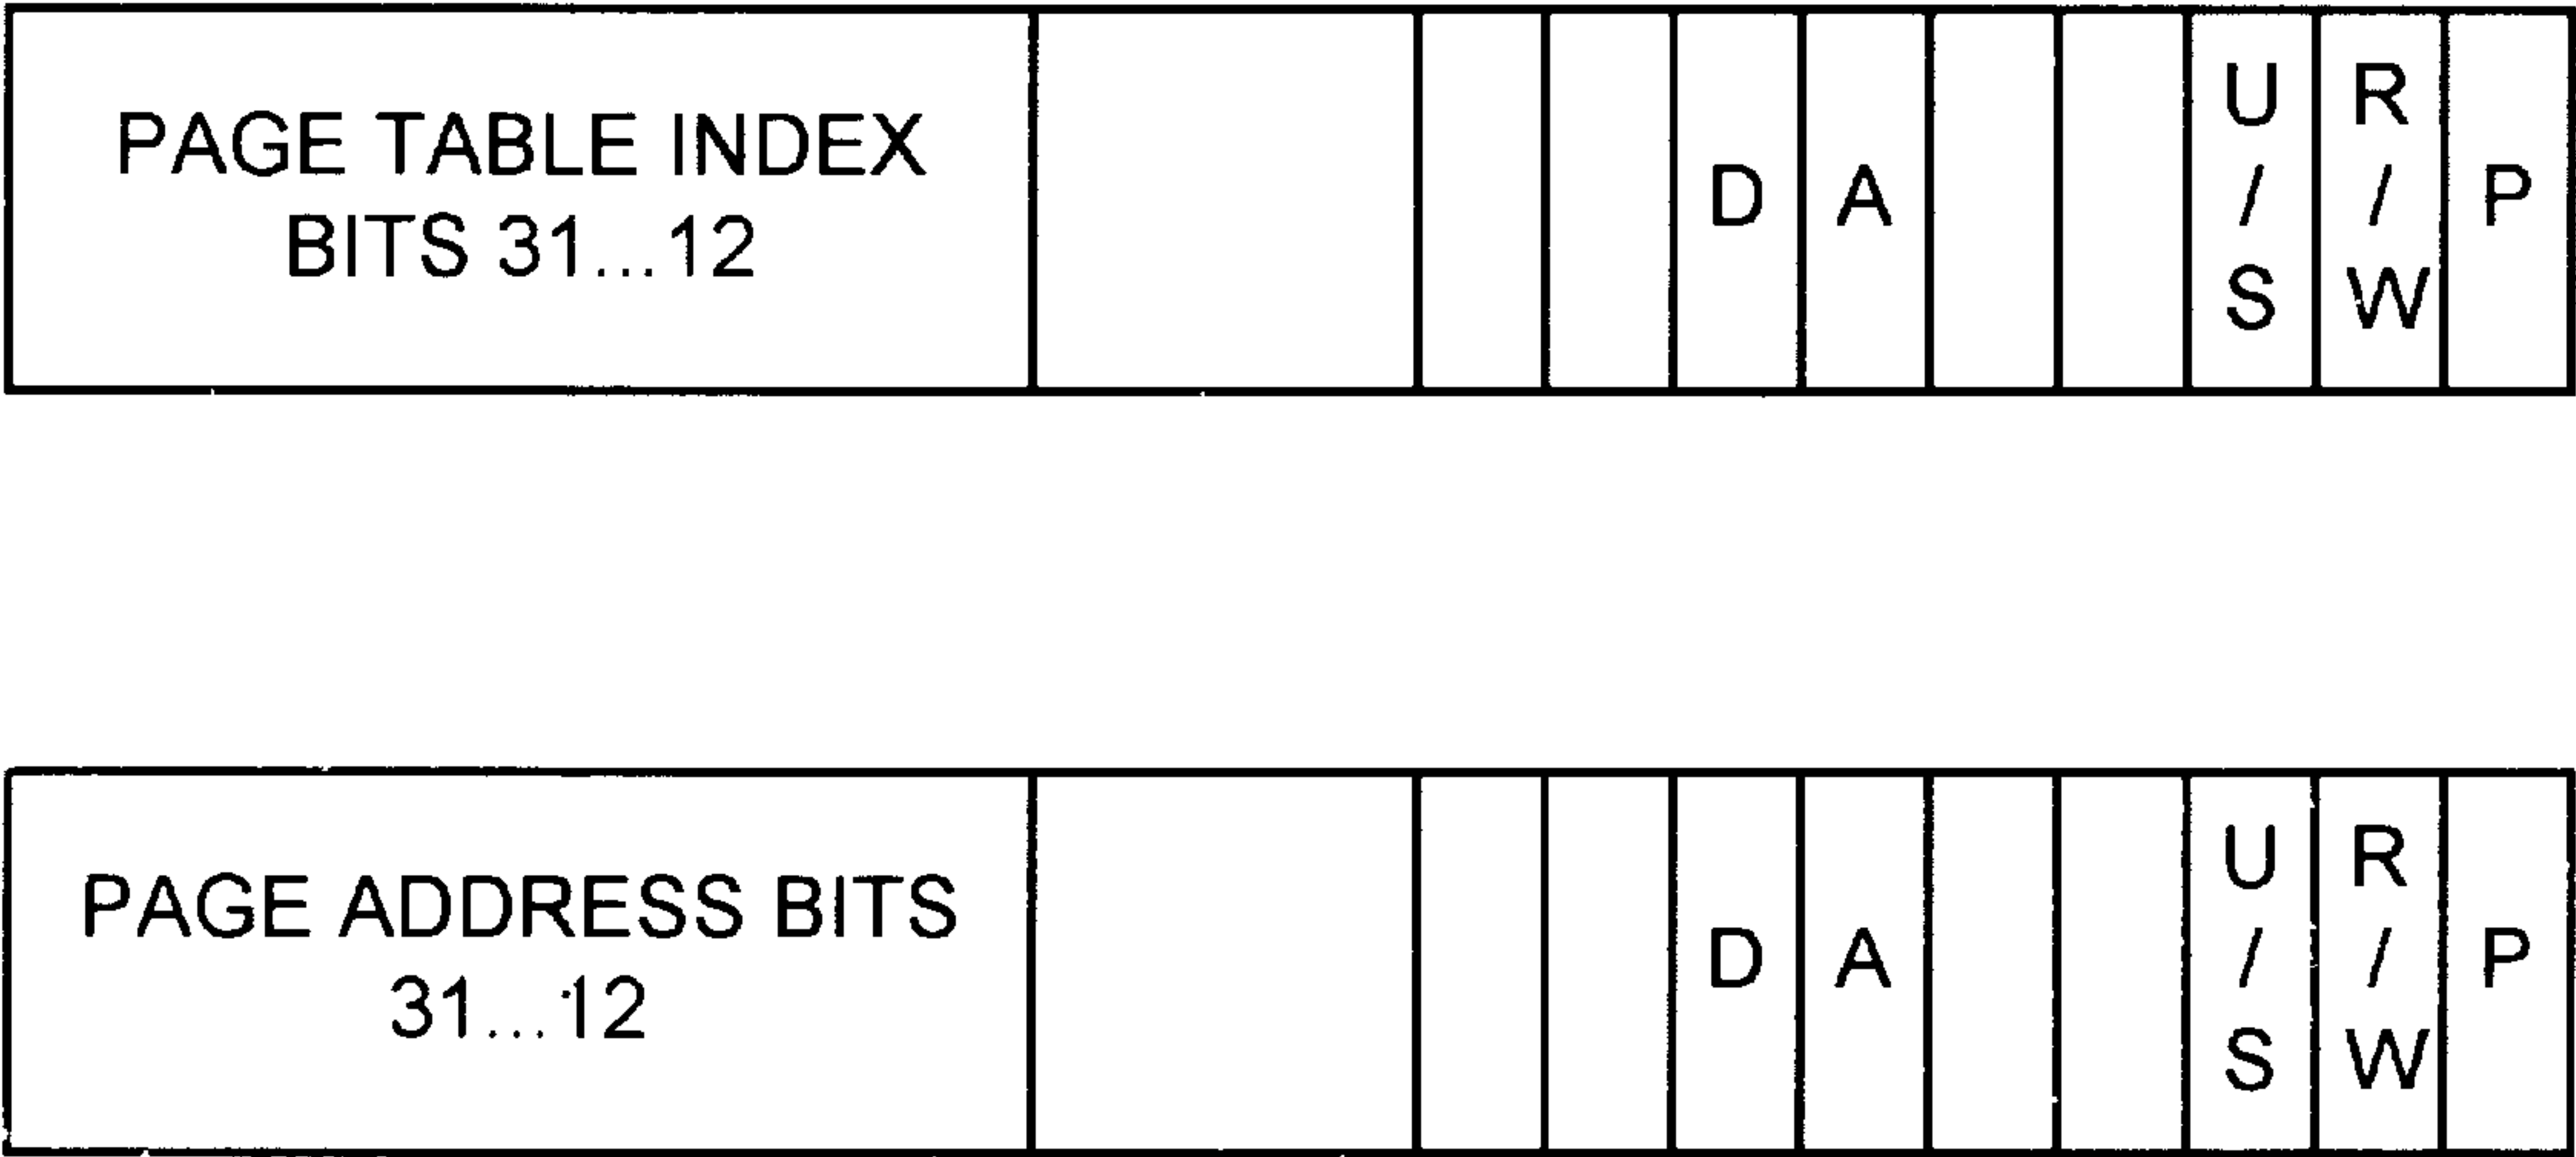 PAGE TABLE INDEX
BITS 31...12
D
A
U
/
S
R
/
W
P
PAGE ADDRESS BITS
31...12
D
A
U
/
S
R
/
W
P